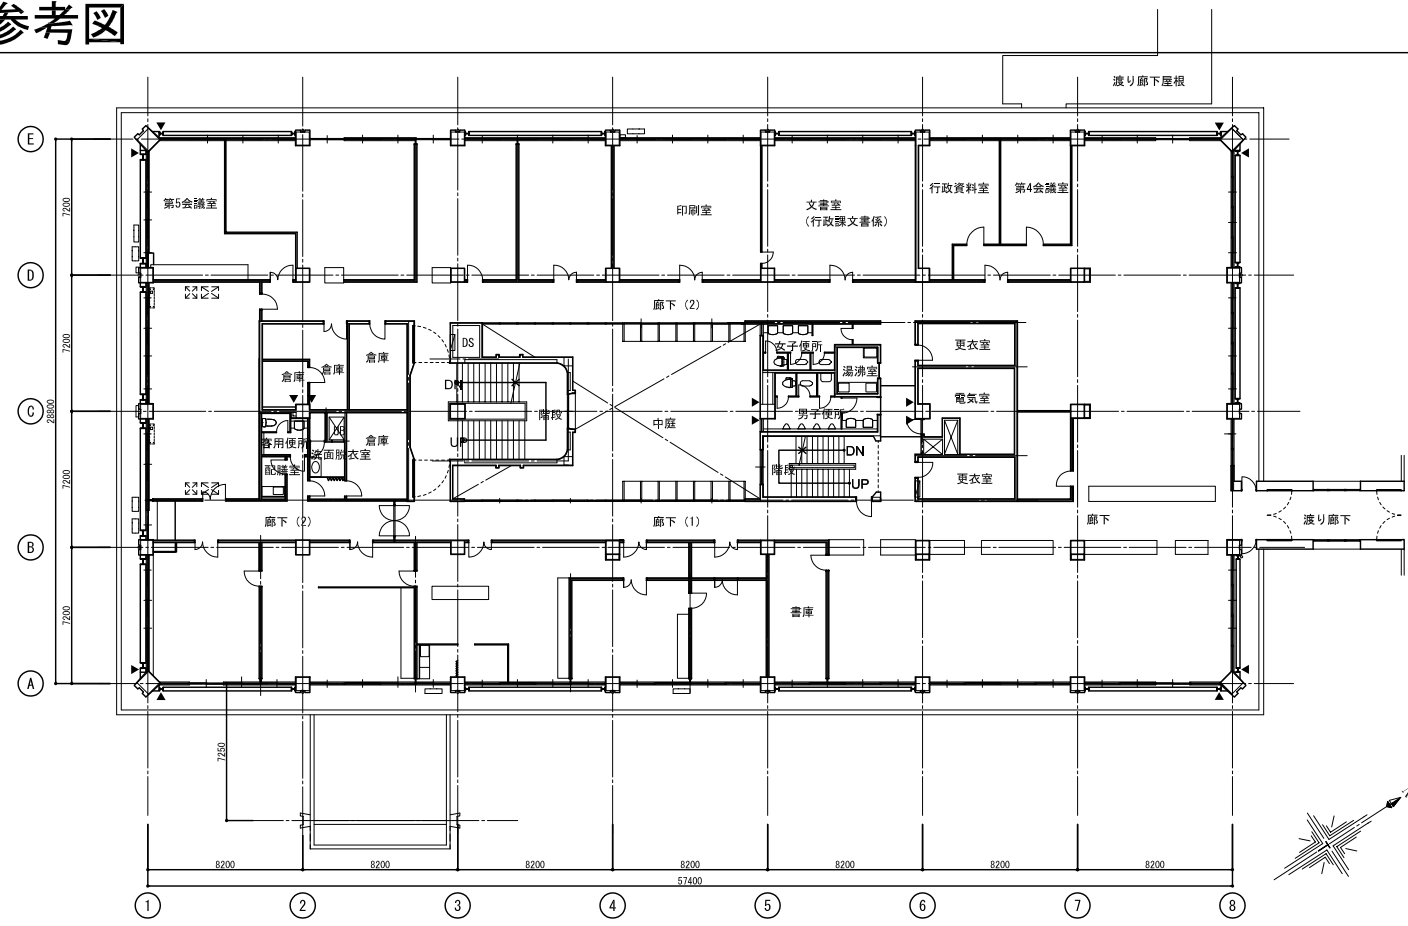 参考図
渡り廊下屋根
E
第5会議室
印刷室
文書室
(行政課文書係)
行政資料室
第4会議室
7200
D
廊下 (2)
7200
28800
倉庫
倉庫
倉庫
DS
DN
UP
階段
中庭
女子便所
湯沸室
男子便所
更衣室
電気室
更衣室
C
客用便所
配膳室
洗面脱衣室
倉庫
階段
DN
UP
7200
廊下 (2)
廊下 (1)
廊下
渡り廊下
B
書庫
7200
A
7250
8200 8200 8200 8200 8200 8200 8200
57400
1 2 3 4 5 6 7 8